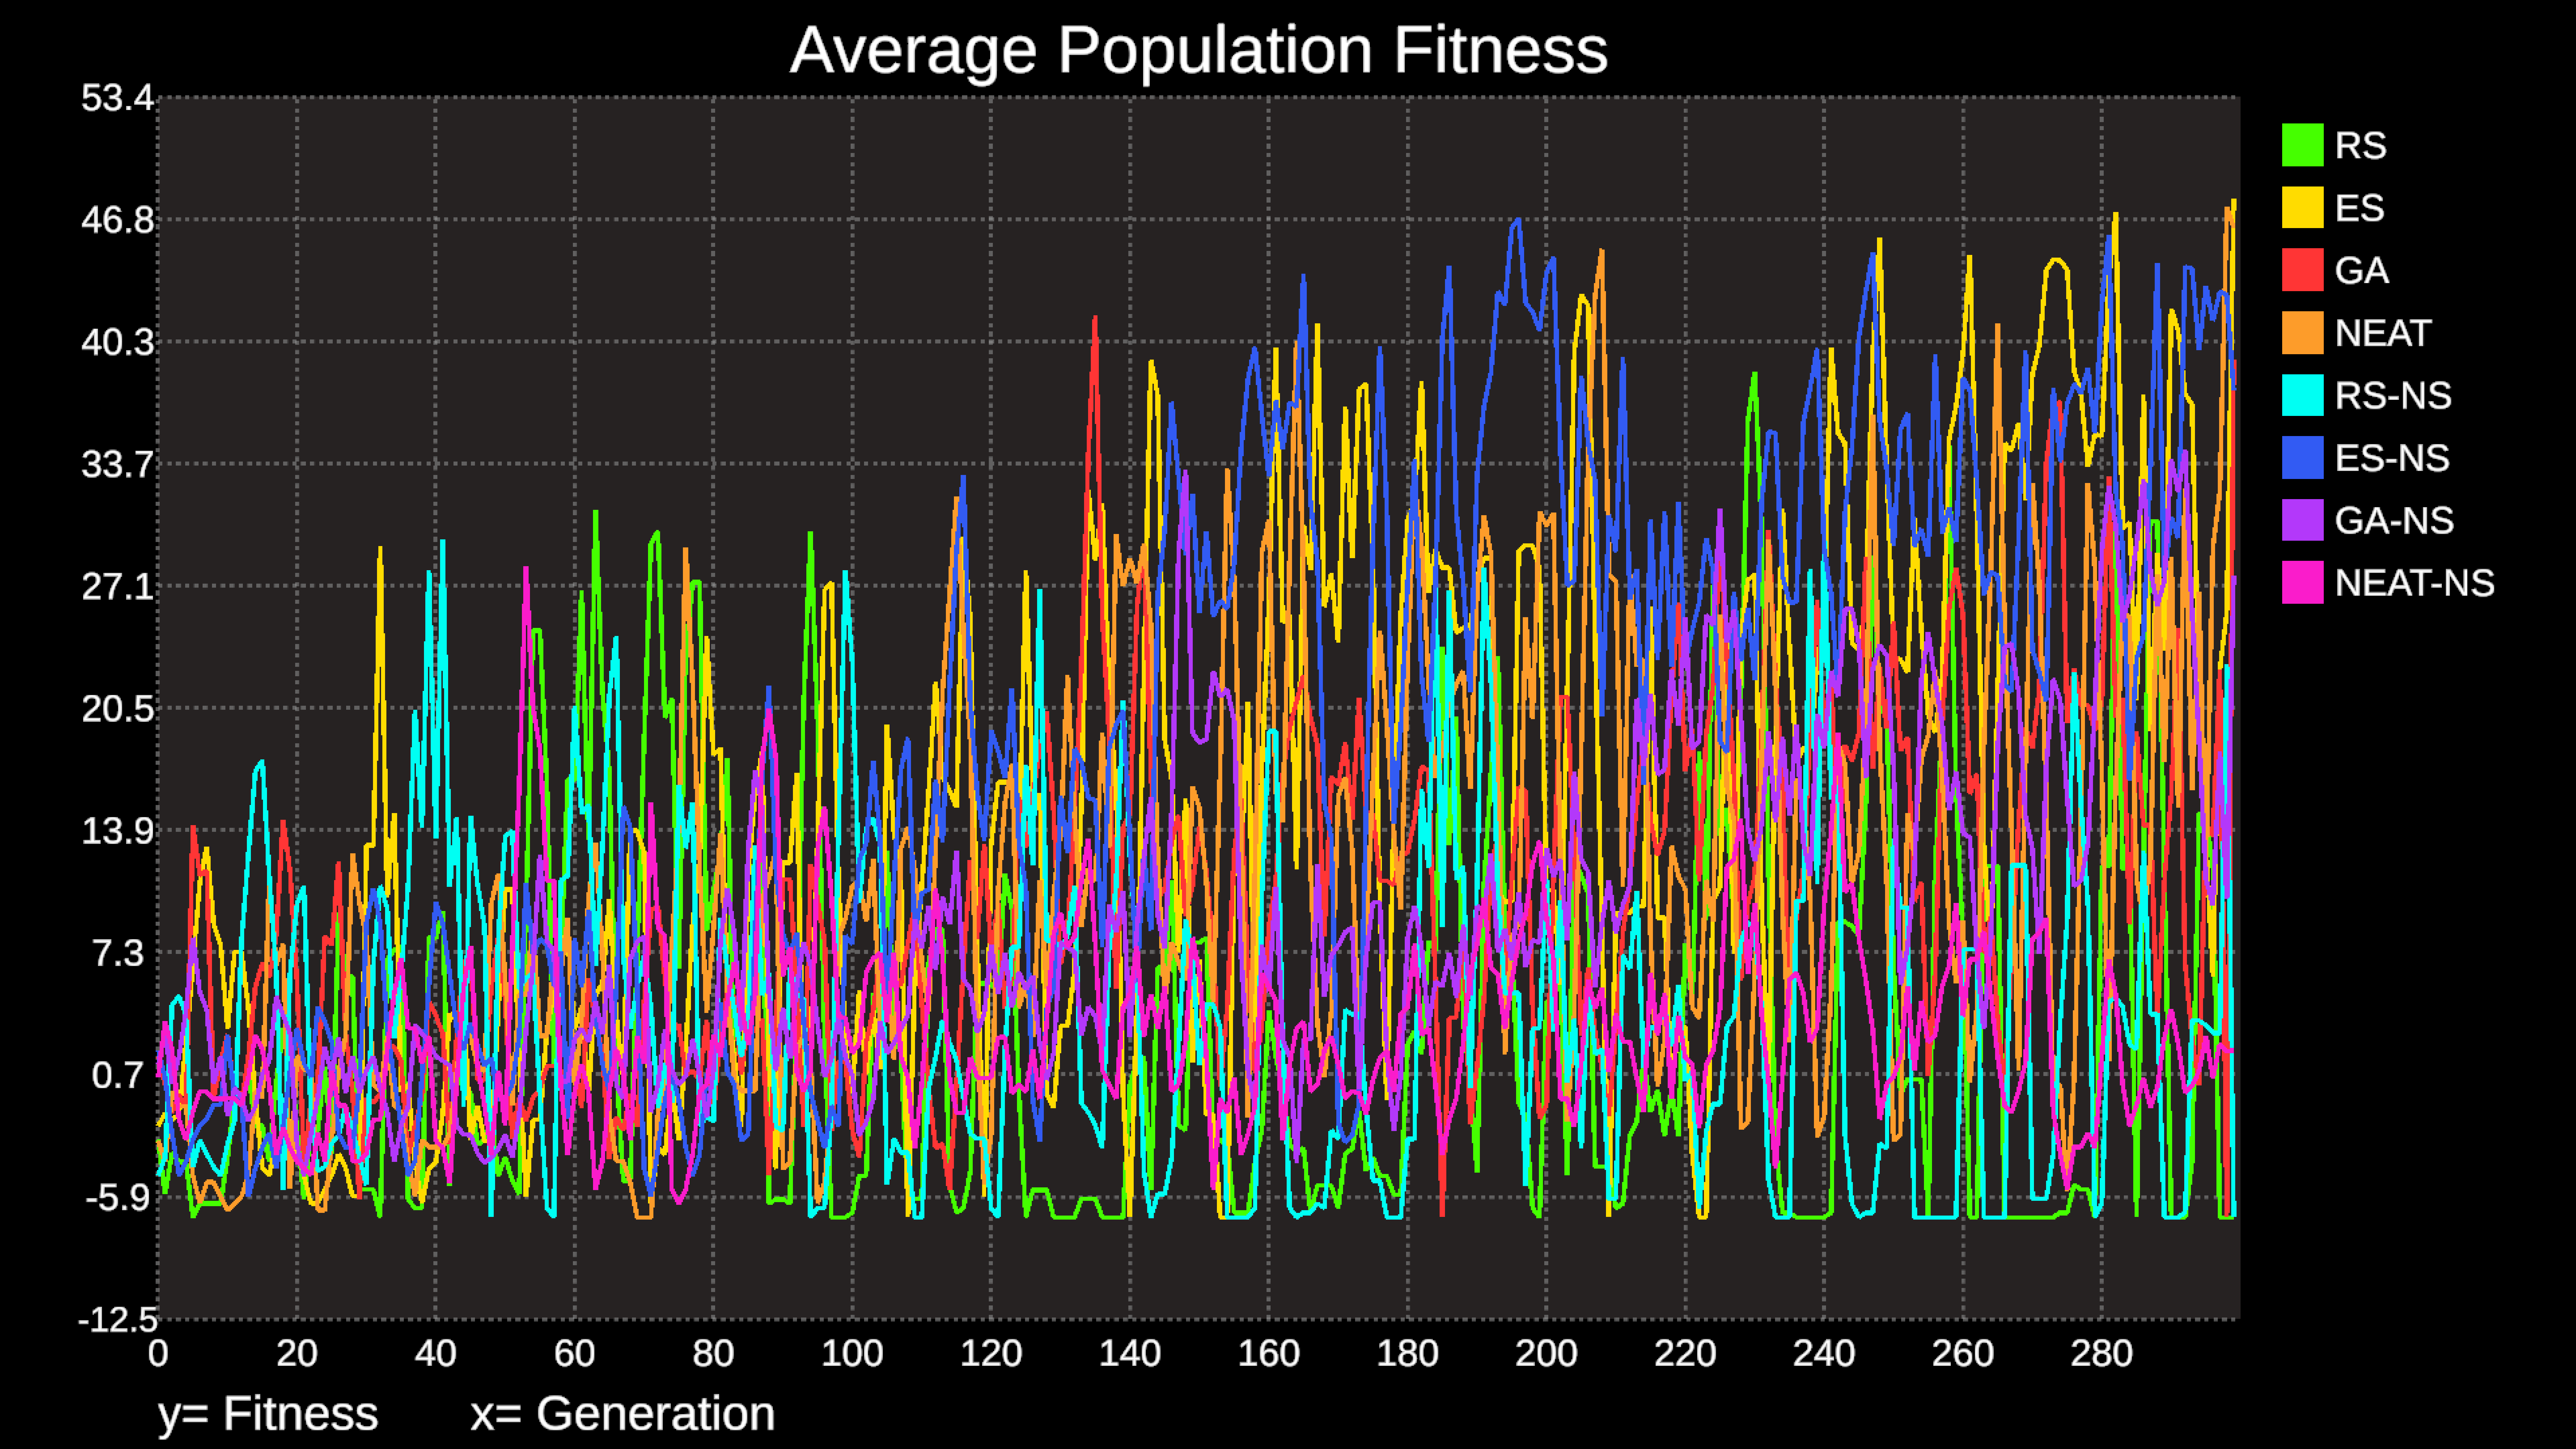 Average Population Fitness
53.4
46.8
40.3
33.7
27.1
20.5
13.9
7.3
0.7
-5.9
-12.5
0 20 40 60 80 100 120 140 160 180 200 220 240 260 280
y= Fitness x= Generation
RS
ES
GA
NEAT
RS-NS
ES-NS
GA-NS
NEAT-NS